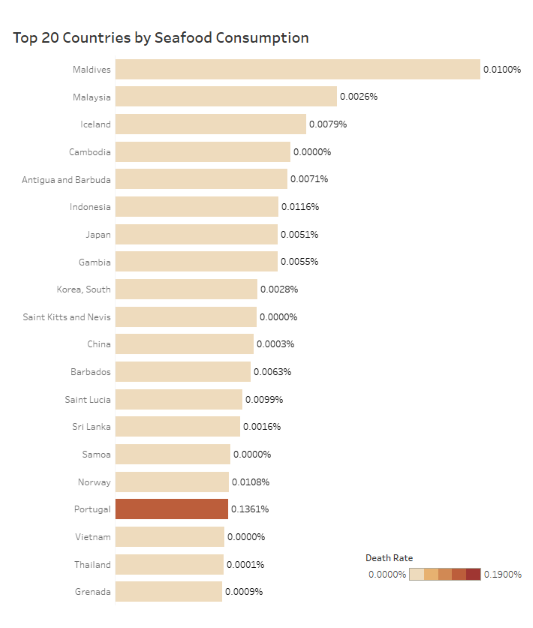 Top 20 Countries by Seafood Consumption
Maldives 0.0100%
Malaysia 0.0026%
Iceland 0.0079%
Cambodia 0.0000%
Antigua and Barbuda 0.0071%
Indonesia 0.0116%
Japan 0.0051%
Gambia 0.0055%
Korea, South 0.0028%
Saint Kitts and Nevis 0.0000%
China 0.0003%
Barbados 0.0063%
Saint Lucia 0.0099%
Sri Lanka 0.0016%
Samoa 0.0000%
Norway 0.0108%
Portugal 0.1361%
Vietnam 0.0000%
Thailand 0.0001%
Grenada 0.0009%
Death Rate
0.0000% 0.1900%